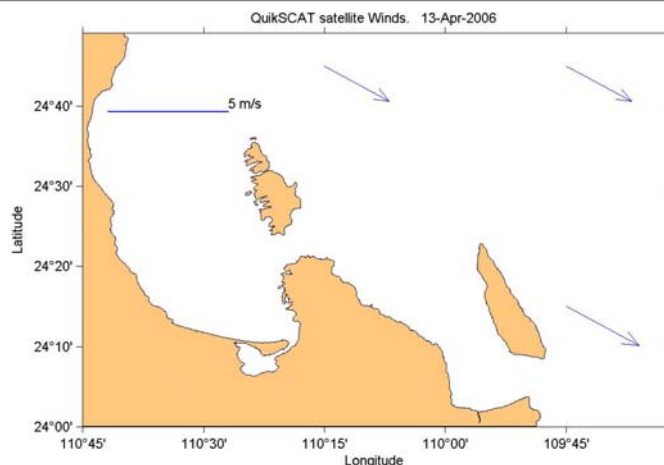 QuikSCAT satellite Winds. 13-Apr-2006
5 m/s
24°40'
24°30'
24°20'
24°10'
24°00'
Latitude
110°45' 110°30' 110°15' 110°00' 109°45'
Longitude